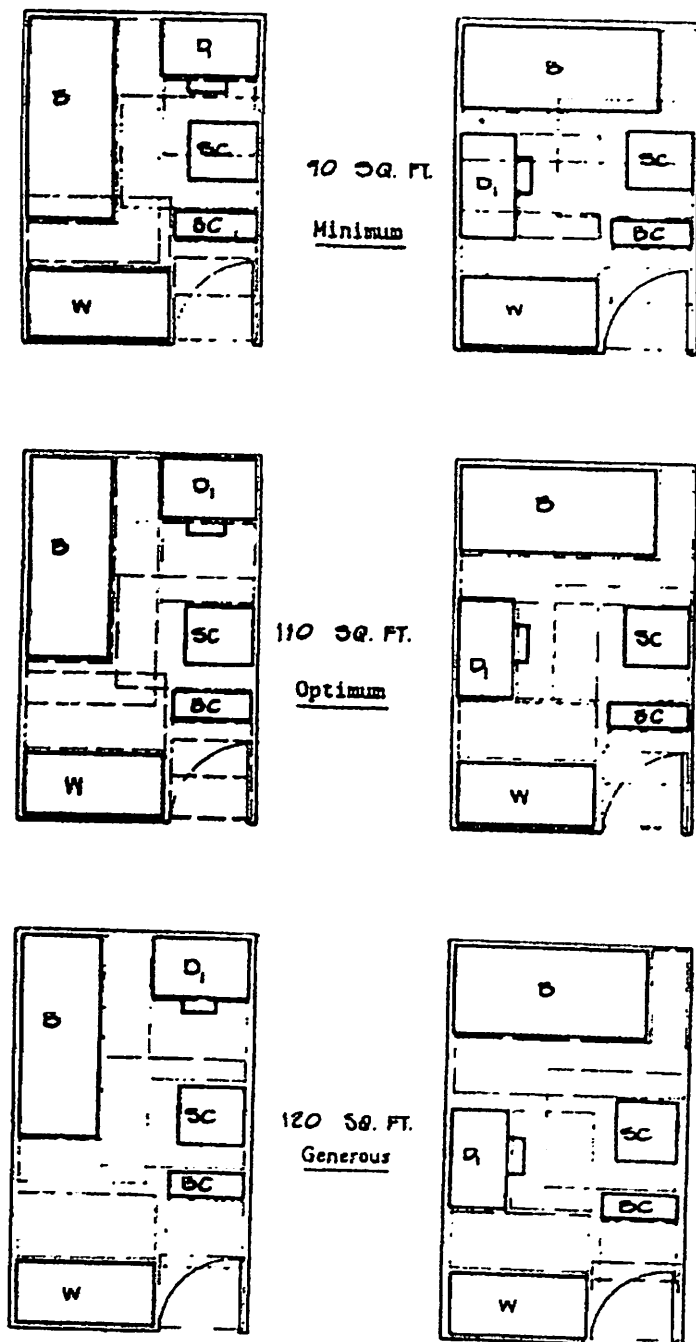 B
D
SC
BC
W
90 SQ. FT.
Minimum
B
D1
SC
BC
W
B
D1
SC
BC
W
110 SQ. FT.
Optimum
B
D1
SC
BC
W
B
D1
SC
BC
W
120 SQ. FT.
Generous
B
D1
SC
BC
W